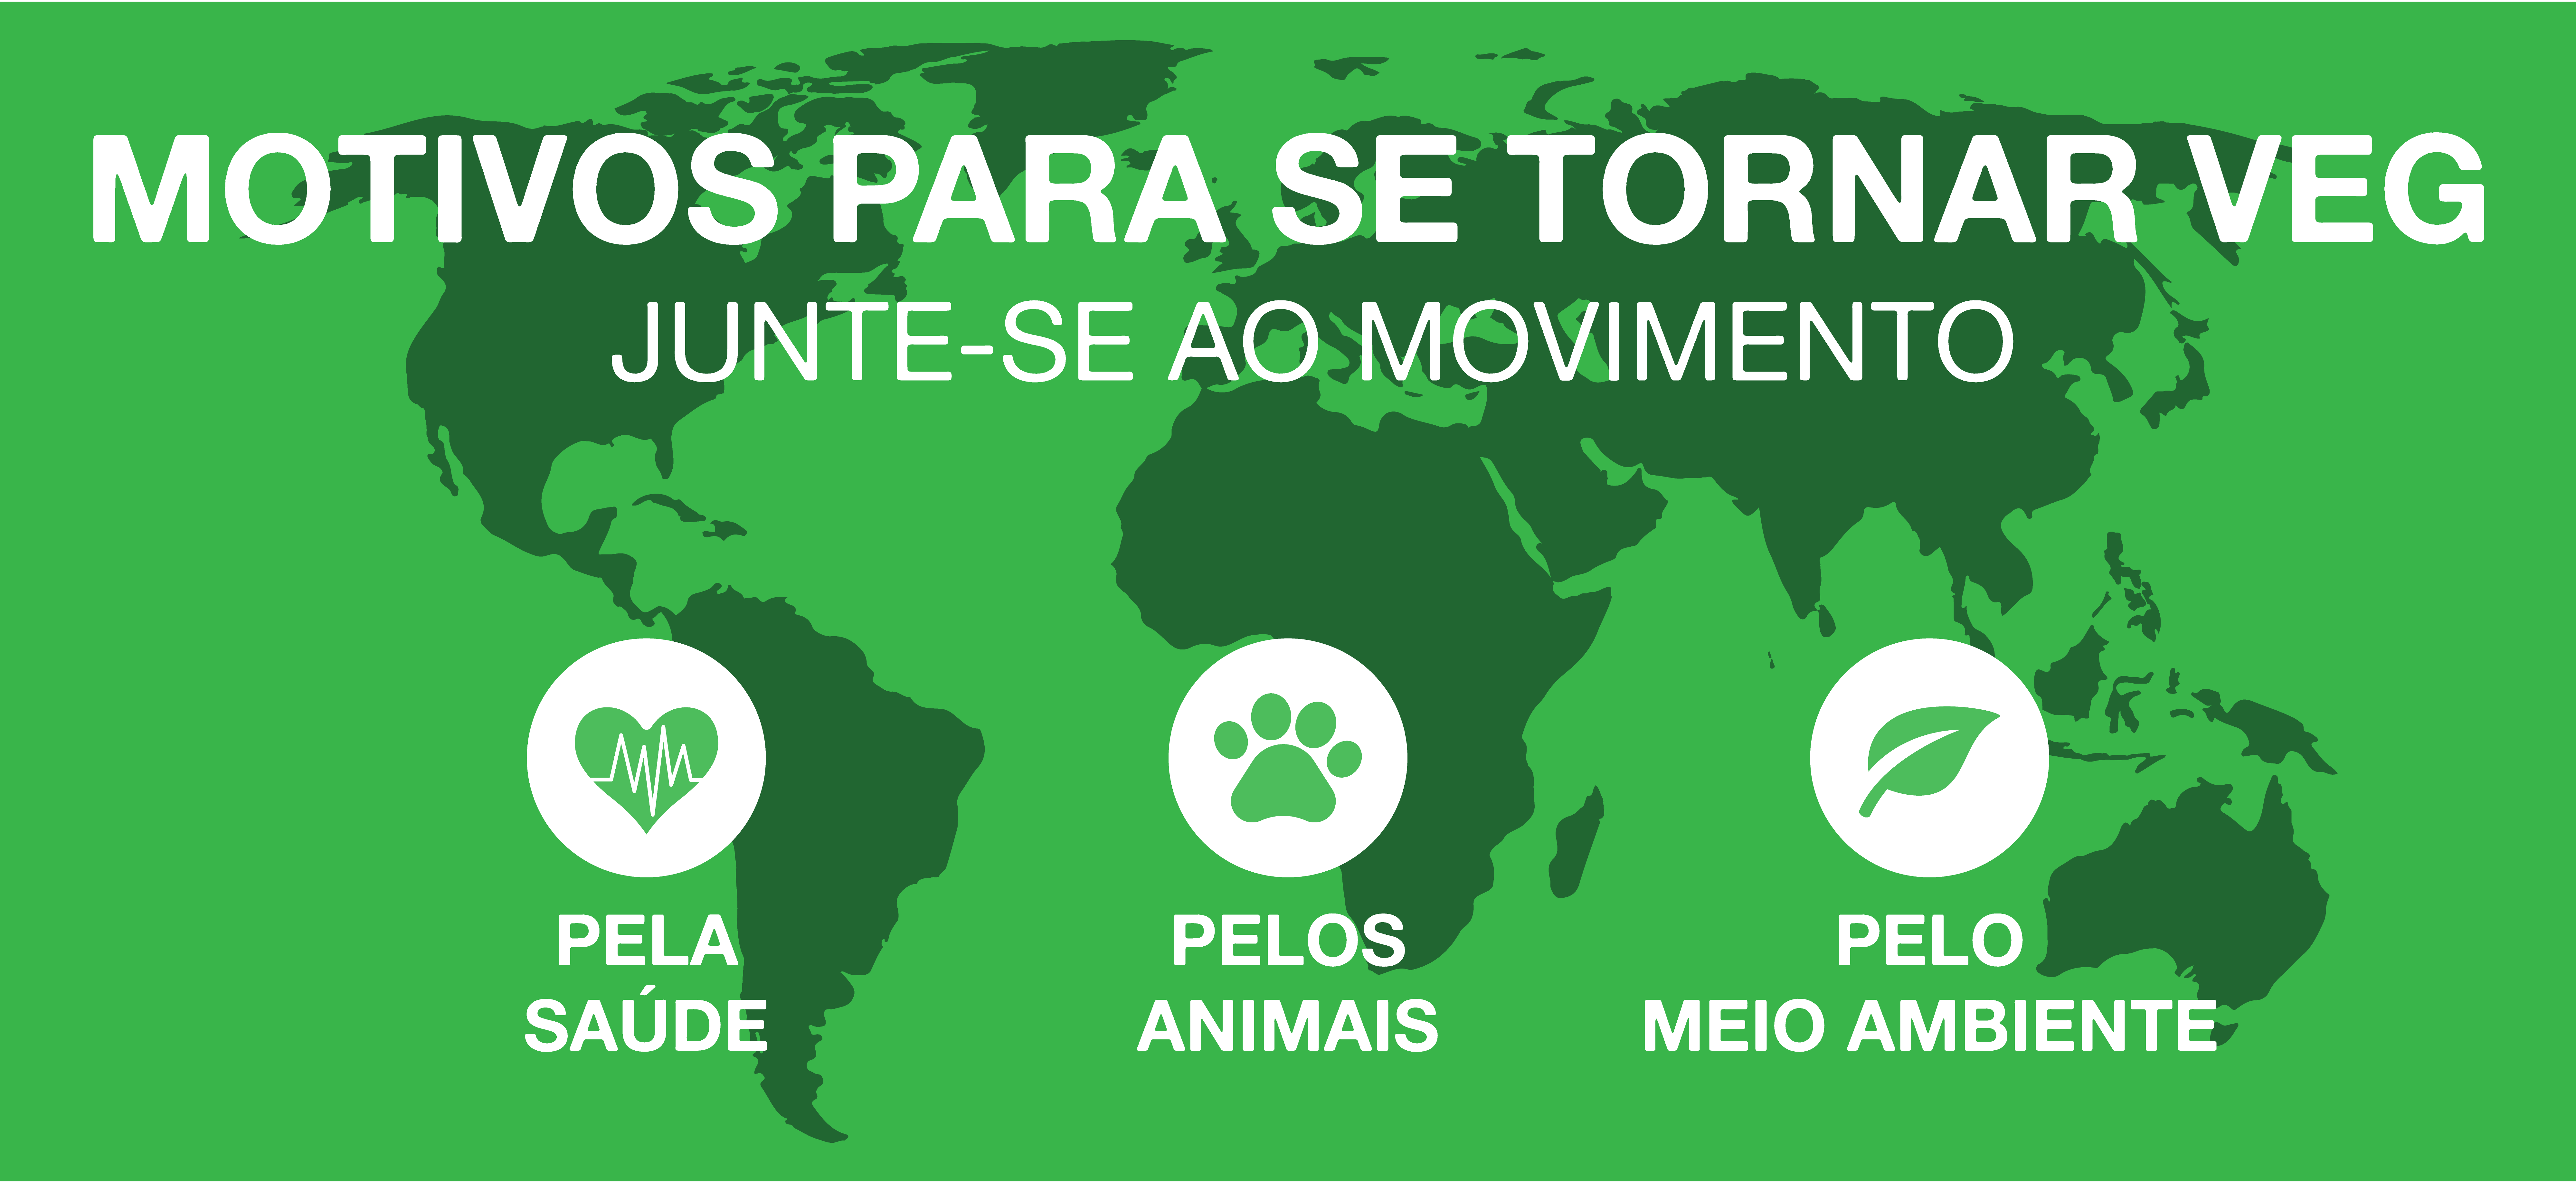 MOTIVOS PARA SE TORNAR VEG
JUNTE-SE AO MOVIMENTO
PELA
SAÚDE
PELOS
ANIMAIS
PELO
MEIO AMBIENTE